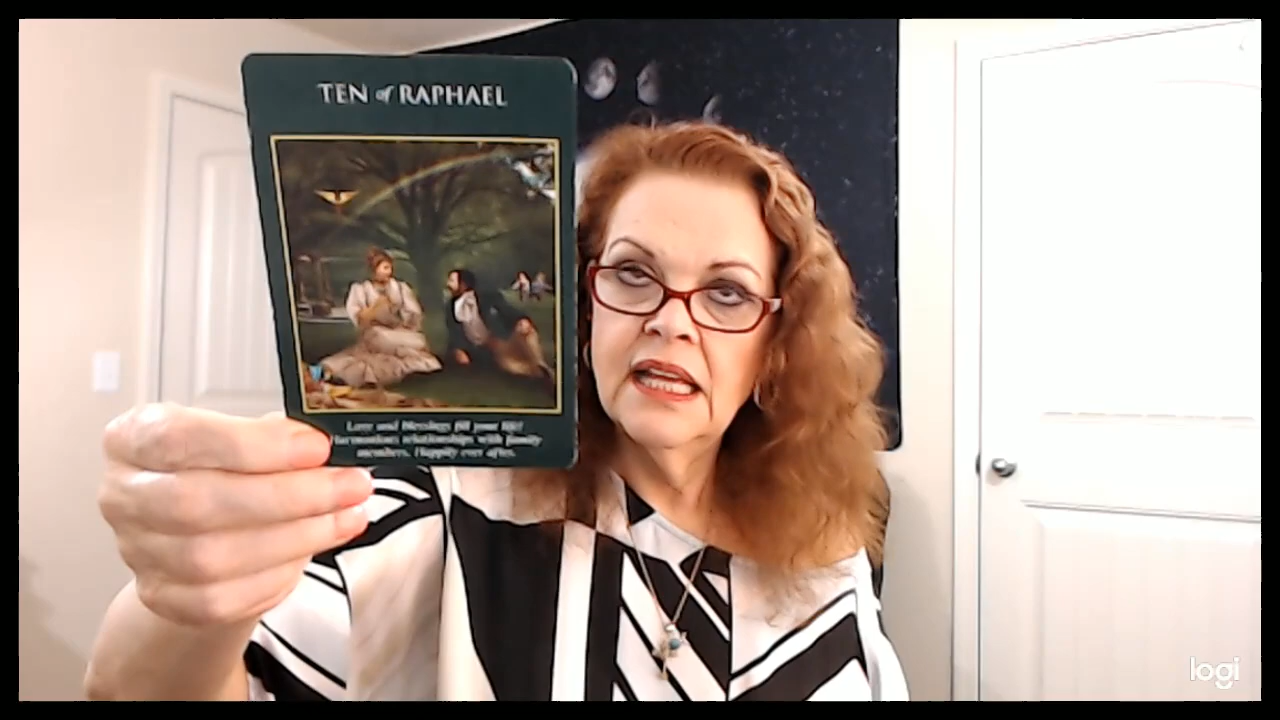 TEN of RAPHAEL
Love and Blessings fill your life!
Harmonious relationships with family
members. Happily ever after.
logi